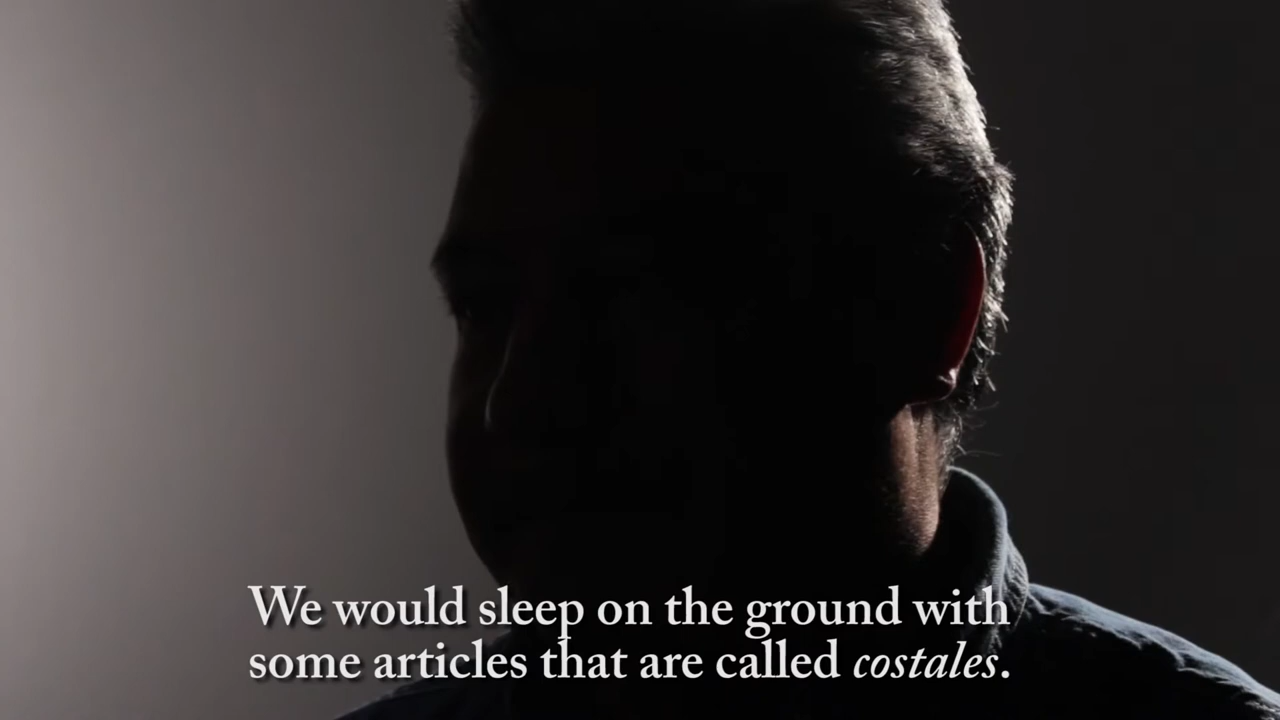 We would sleep on the ground with
some articles that are called costales.